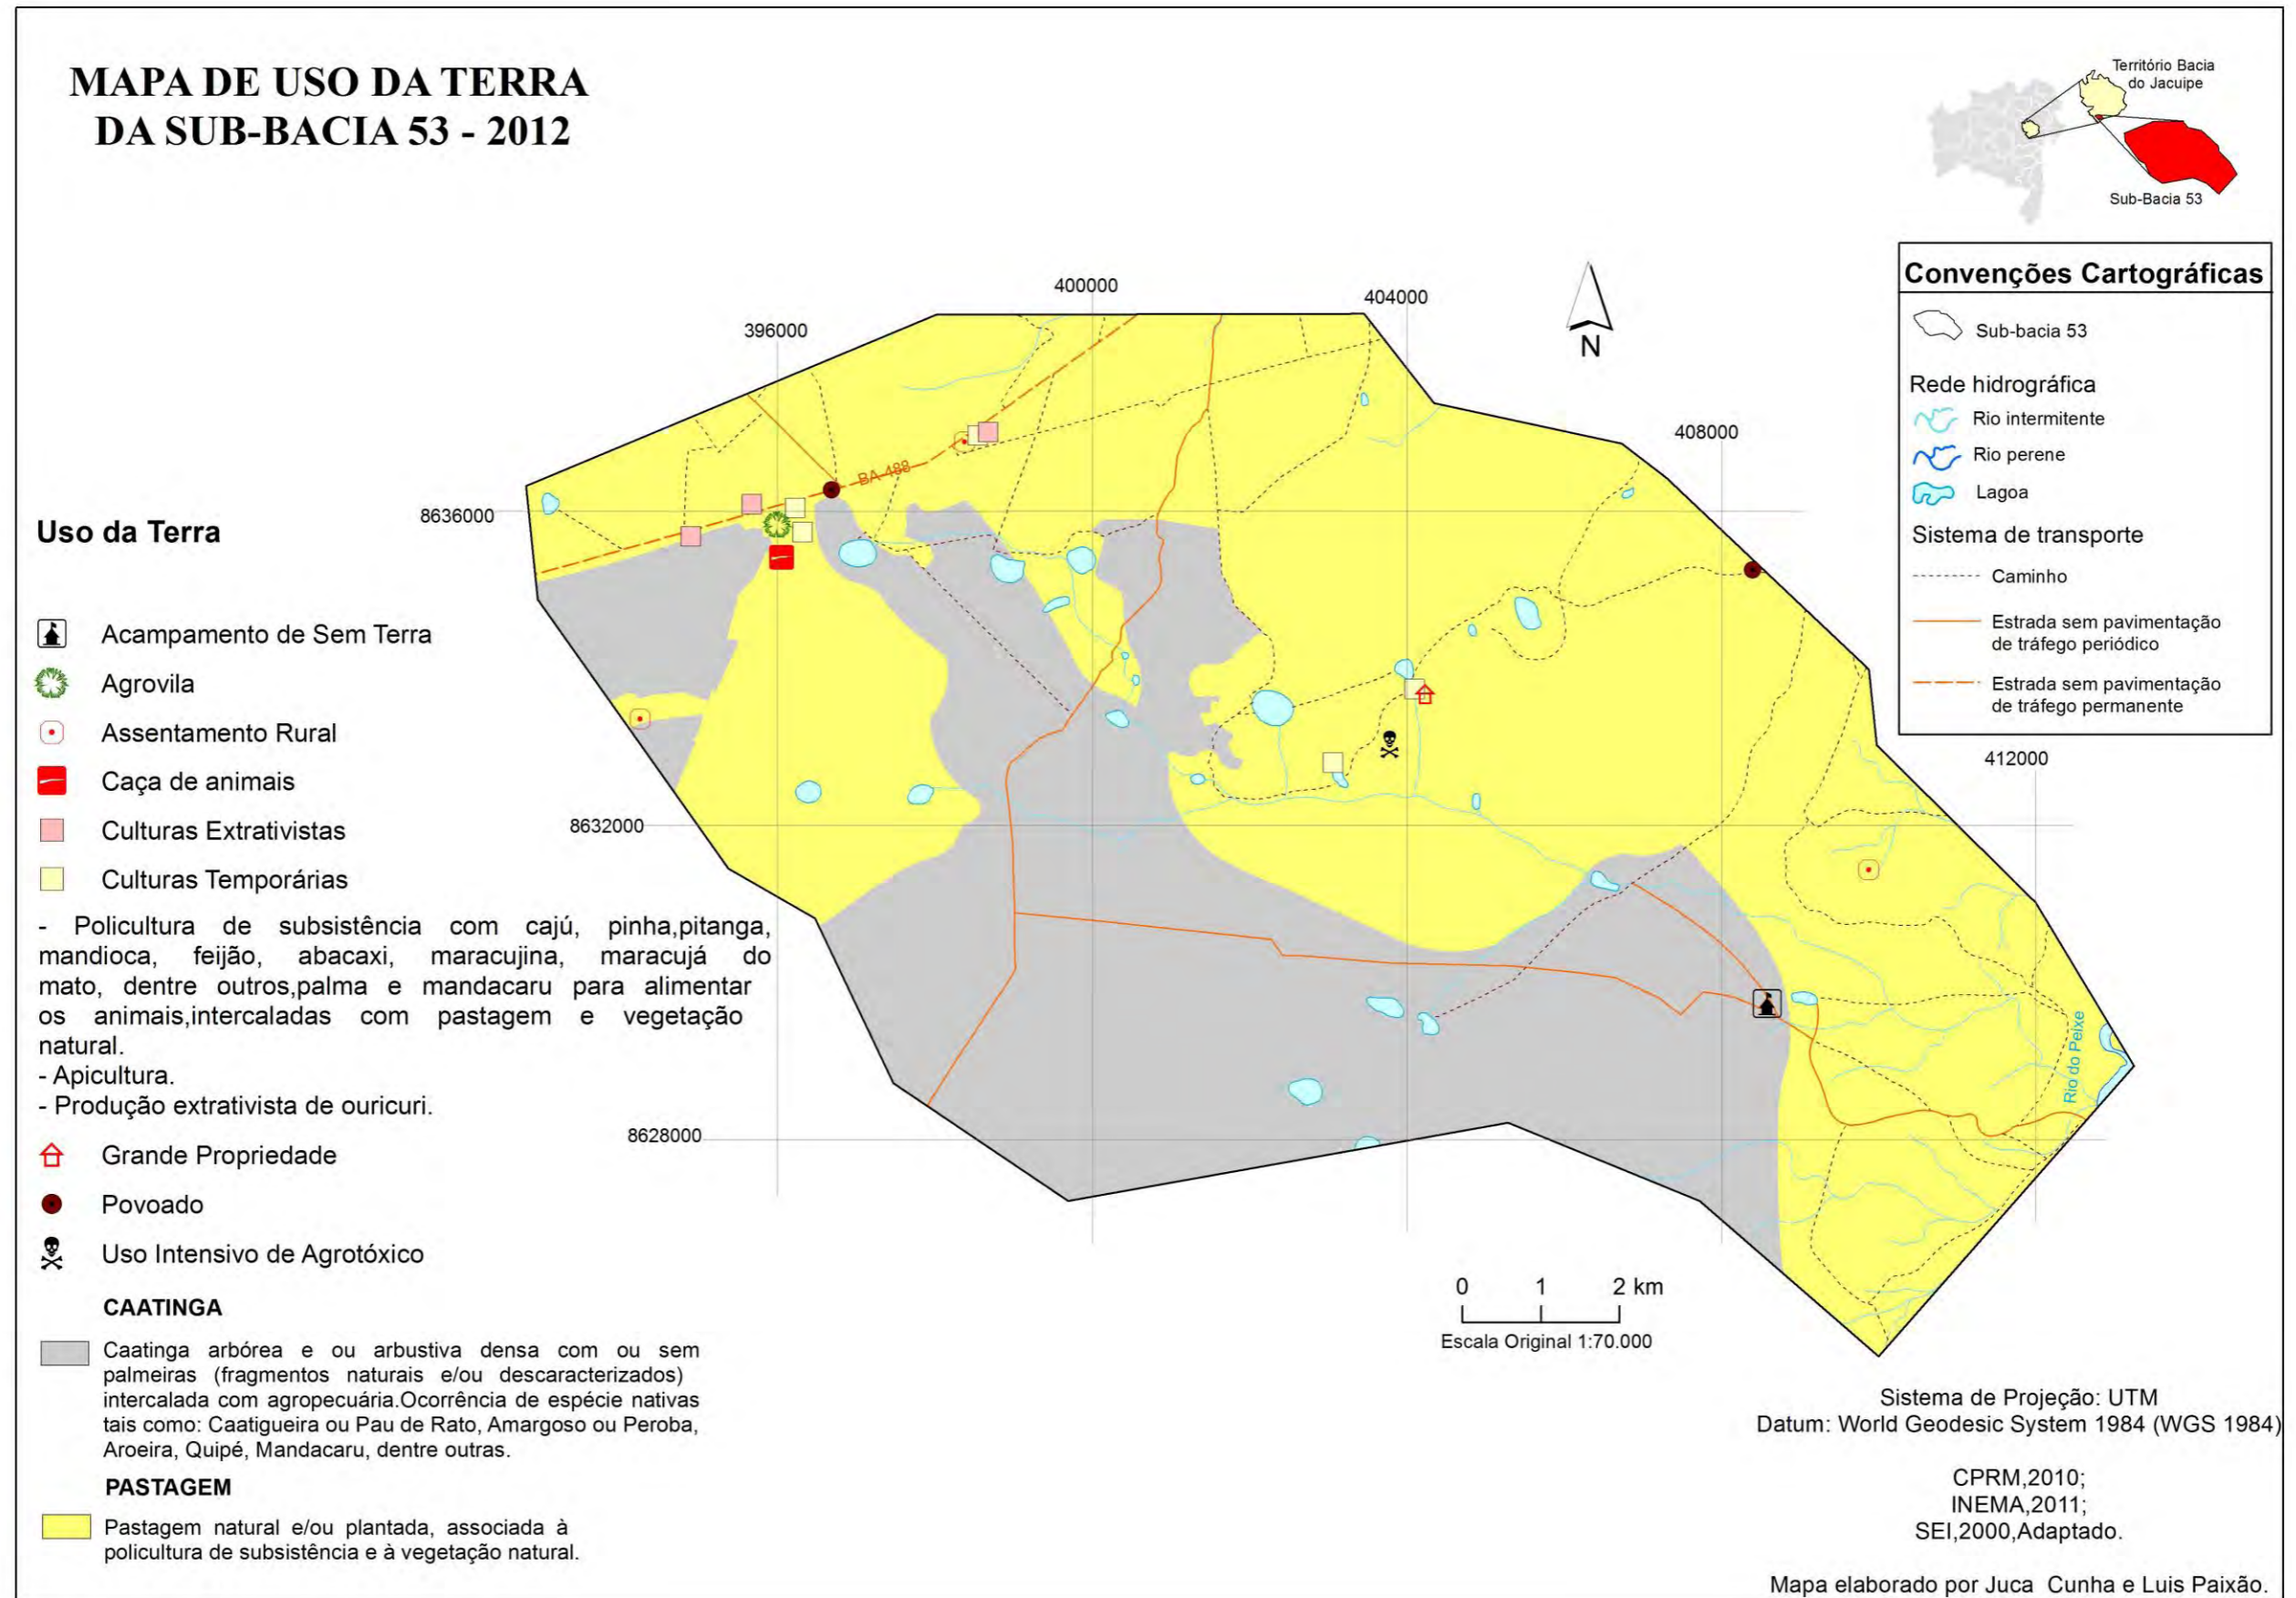 MAPA DE USO DA TERRA
DA SUB-BACIA 53 - 2012
Território Bacia
do Jacuipe
Sub-Bacia 53
Convenções Cartográficas
Sub-bacia 53
Rede hidrográfica
Rio intermitente
Rio perene
Lagoa
Sistema de transporte
Caminho
Estrada sem pavimentação
de tráfego periódico
Estrada sem pavimentação
de tráfego permanente
396000
400000
404000
408000
412000
N
8636000
8632000
8628000
BA-488
Rio do Peixe
Uso da Terra
Acampamento de Sem Terra
Agrovila
Assentamento Rural
Caça de animais
Culturas Extrativistas
Culturas Temporárias
- Policultura de subsistência com cajú, pinha,pitanga,
mandioca, feijão, abacaxi, maracujina, maracujá do
mato, dentre outros,palma e mandacaru para alimentar
os animais,intercaladas com pastagem e vegetação
natural.
- Apicultura.
- Produção extrativista de ouricuri.
Grande Propriedade
Povoado
Uso Intensivo de Agrotóxico
CAATINGA
Caatinga arbórea e ou arbustiva densa com ou sem
palmeiras (fragmentos naturais e/ou descaracterizados)
intercalada com agropecuária.Ocorrência de espécie nativas
tais como: Caatigueira ou Pau de Rato, Amargoso ou Peroba,
Aroeira, Quipé, Mandacaru, dentre outras.
PASTAGEM
Pastagem natural e/ou plantada, associada à
policultura de subsistência e à vegetação natural.
0 1 2 km
Escala Original 1:70.000
Sistema de Projeção: UTM
Datum: World Geodesic System 1984 (WGS 1984)
CPRM,2010;
INEMA,2011;
SEI,2000,Adaptado.
Mapa elaborado por Juca Cunha e Luis Paixão.